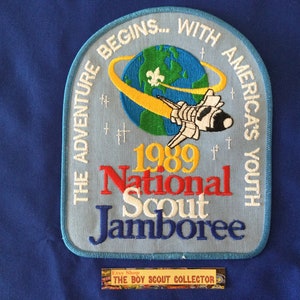 THE ADVENTURE BEGINS... WITH AMERICA'S YOUTH
1989
National
Scout
Jamboree
THE BOY SCOUT COLLECTOR